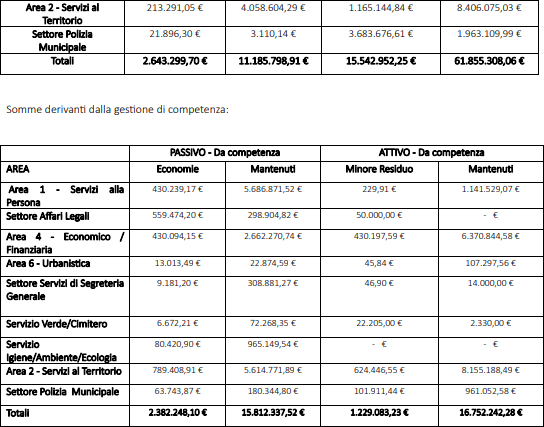 Area 2 - Servizi al Territorio 213.291,05 € 4.058.604,29 € 1.165.144,84 € 8.406.075,03 €
Settore Polizia Municipale 21.896,30 € 3.110,14 € 3.683.676,61 € 1.963.109,99 €
Totali 2.643.299,70 € 11.185.798,91 € 15.542.952,25 € 61.855.308,06 €
Somme derivanti dalla gestione di competenza:
PASSIVO - Da competenza ATTIVO - Da competenza
AREA Economie Mantenuti Minore Residuo Mantenuti
Area 1 - Servizi alla Persona 430.239,17 € 5.686.871,52 € 229,91 € 1.141.529,07 €
Settore Affari Legali 559.474,20 € 298.904,82 € 50.000,00 € - €
Area 4 - Economico / Finanziaria 430.094,15 € 2.662.270,74 € 430.197,59 € 6.370.844,58 €
Area 6 - Urbanistica 13.013,49 € 22.874,59 € 45,84 € 107.297,56 €
Settore Servizi di Segreteria Generale 9.181,20 € 308.881,27 € 46,90 € 14.000,00 €
Servizio Verde/Cimitero 6.672,21 € 72.268,35 € 22.205,00 € 2.330,00 €
Servizio Igiene/Ambiente/Ecologia 80.420,90 € 965.149,54 € - € - €
Area 2 - Servizi al Territorio 789.408,91 € 5.614.771,89 € 624.446,55 € 8.155.188,49 €
Settore Polizia Municipale 63.743,87 € 180.344,80 € 101.911,44 € 961.052,58 €
Totali 2.382.248,10 € 15.812.337,52 € 1.229.083,23 € 16.752.242,28 €